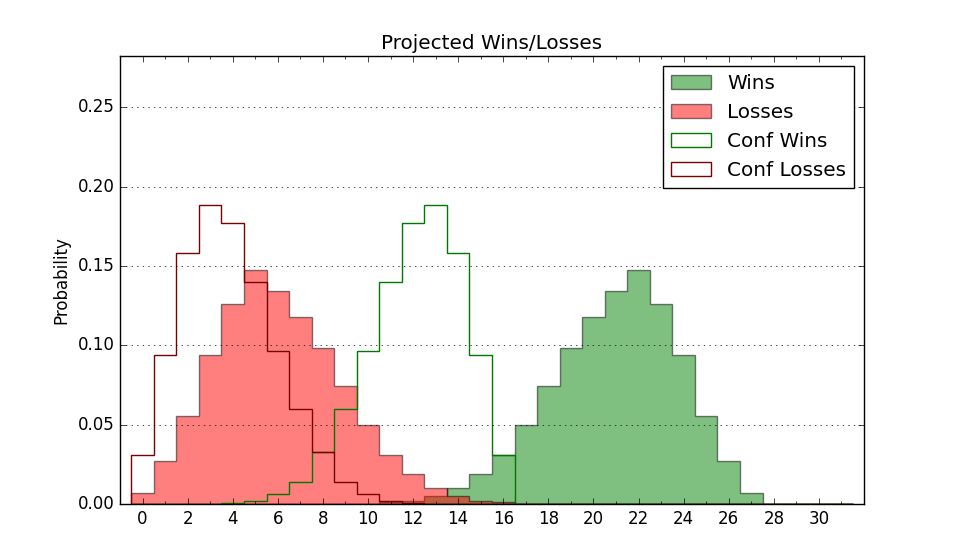 Projected Wins/Losses
Wins
Losses
Conf Wins
Conf Losses
Probability
0.25
0.20
0.15
0.10
0.05
0.00
0 2 4 6 8 10 12 14 16 18 20 22 24 26 28 30